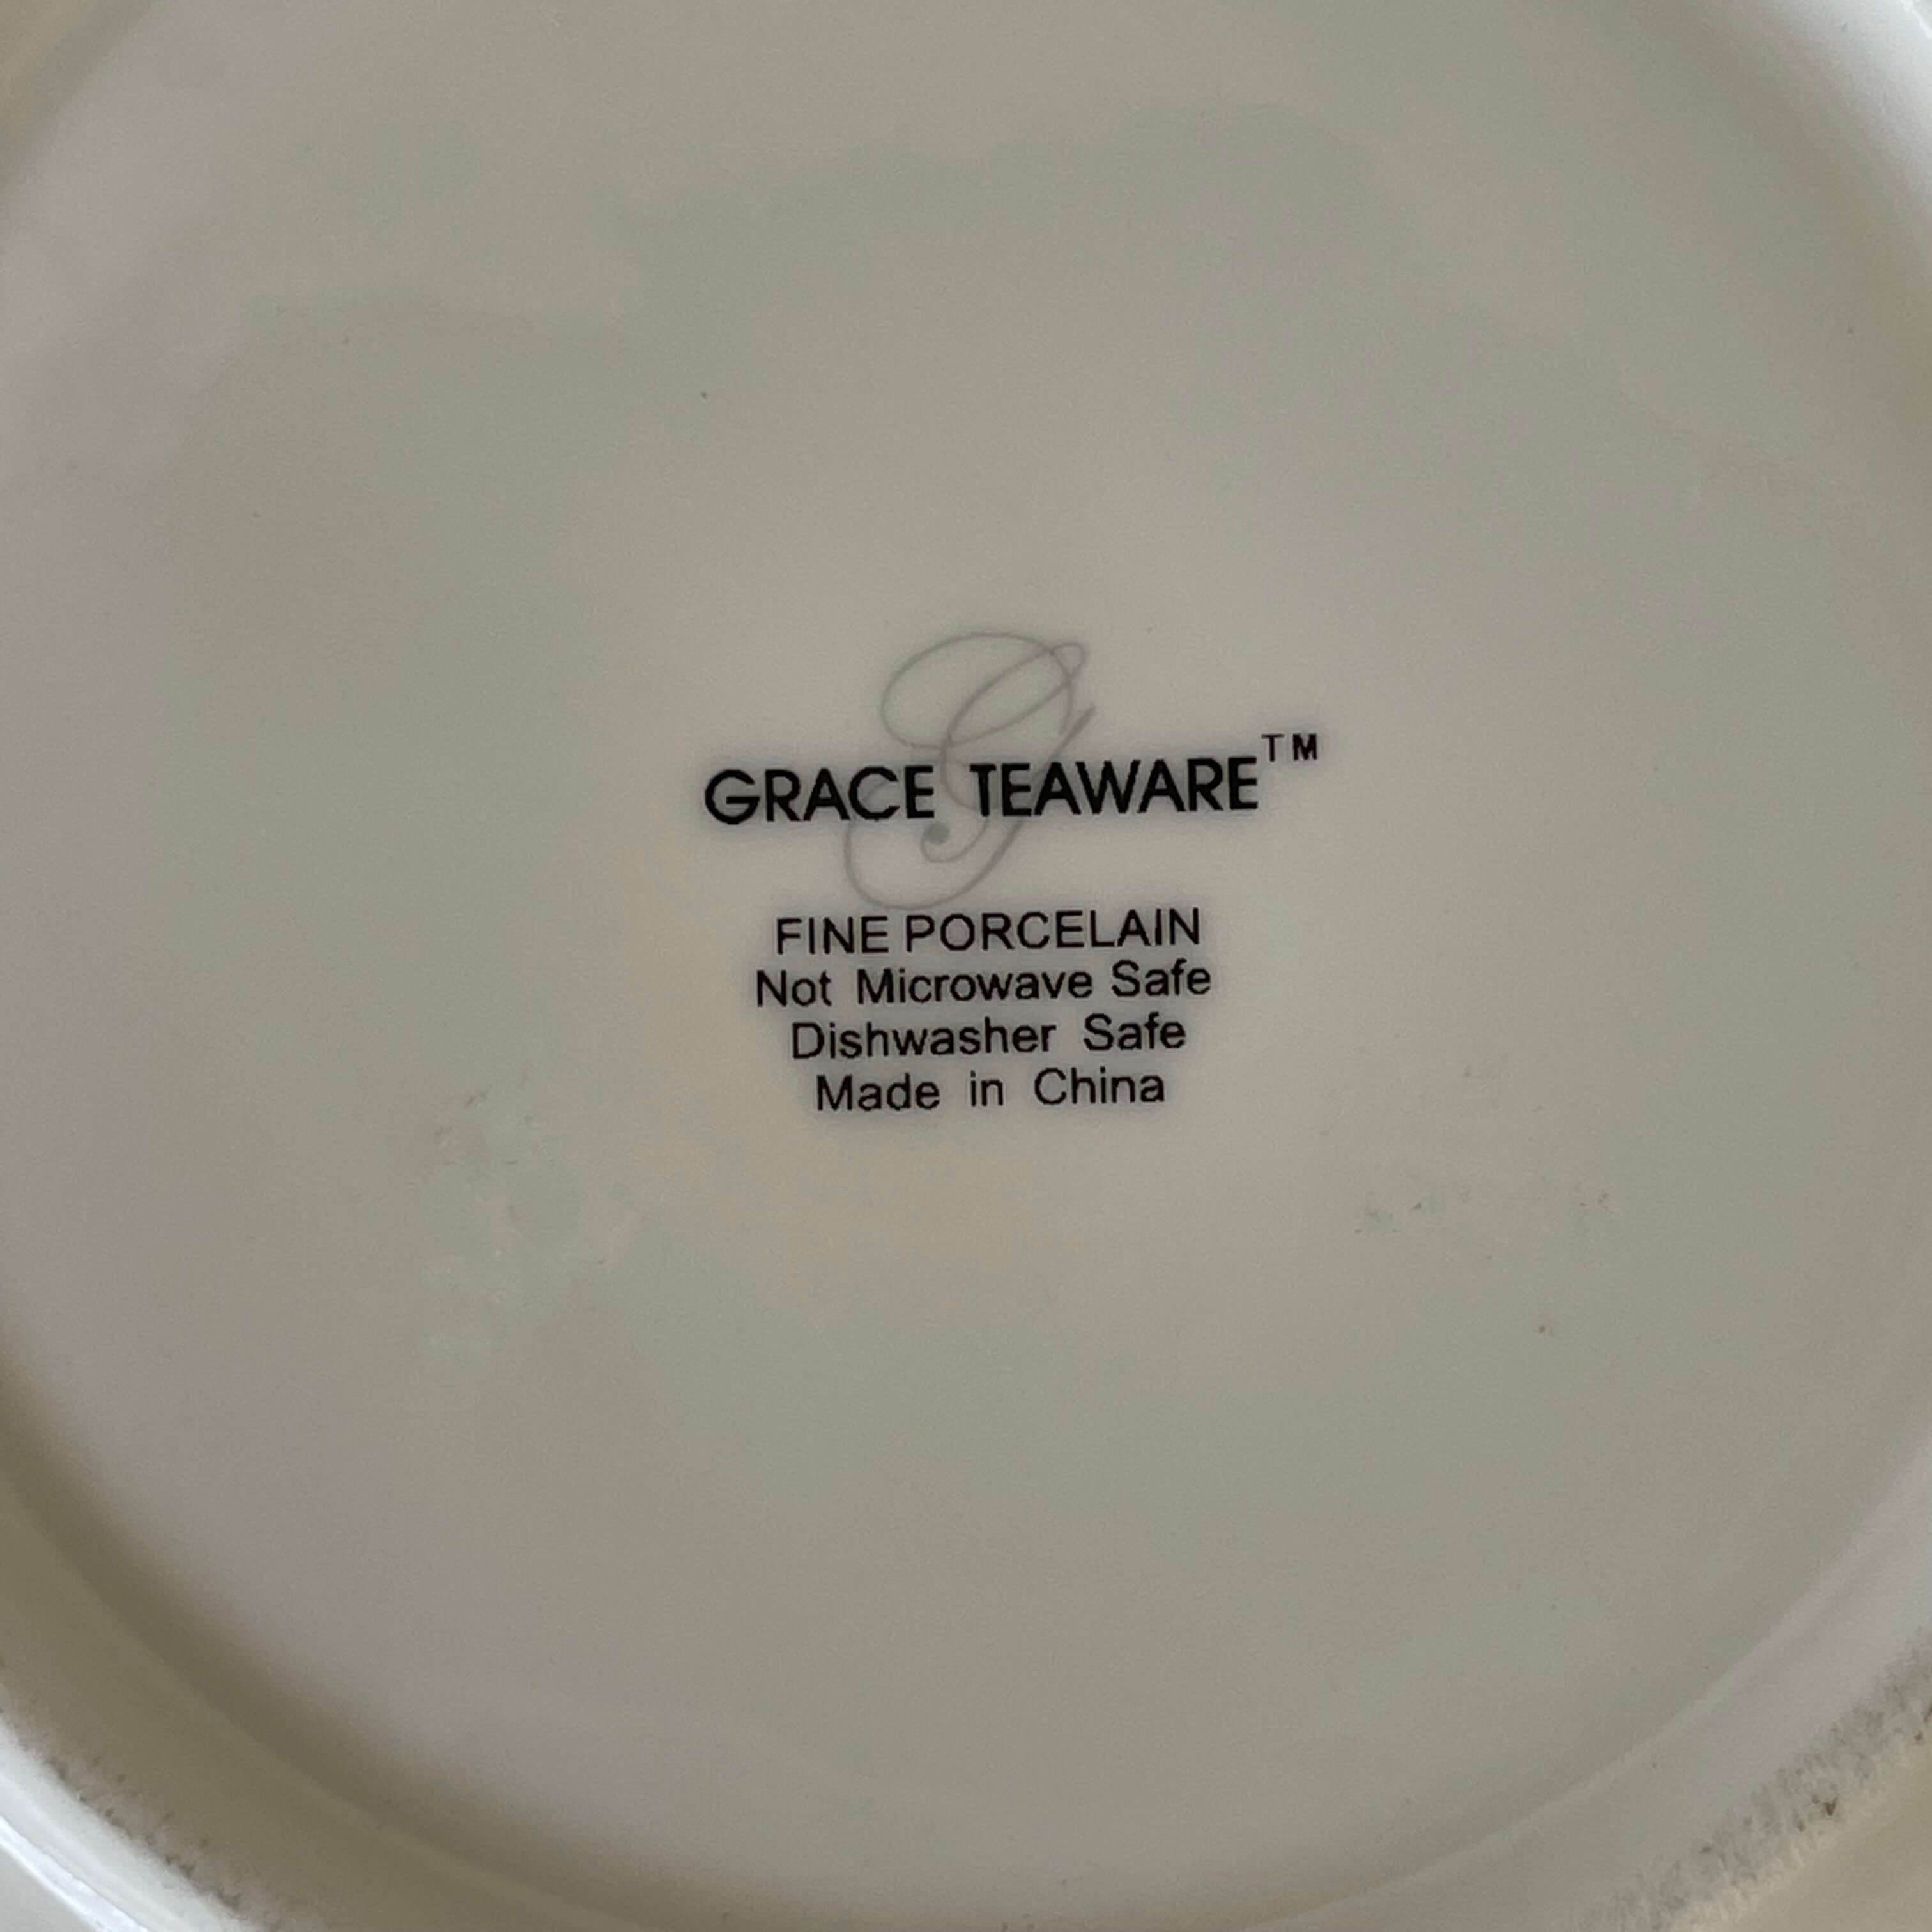 G
GRACE TEAWARE™
FINE PORCELAIN
Not Microwave Safe
Dishwasher Safe
Made in China